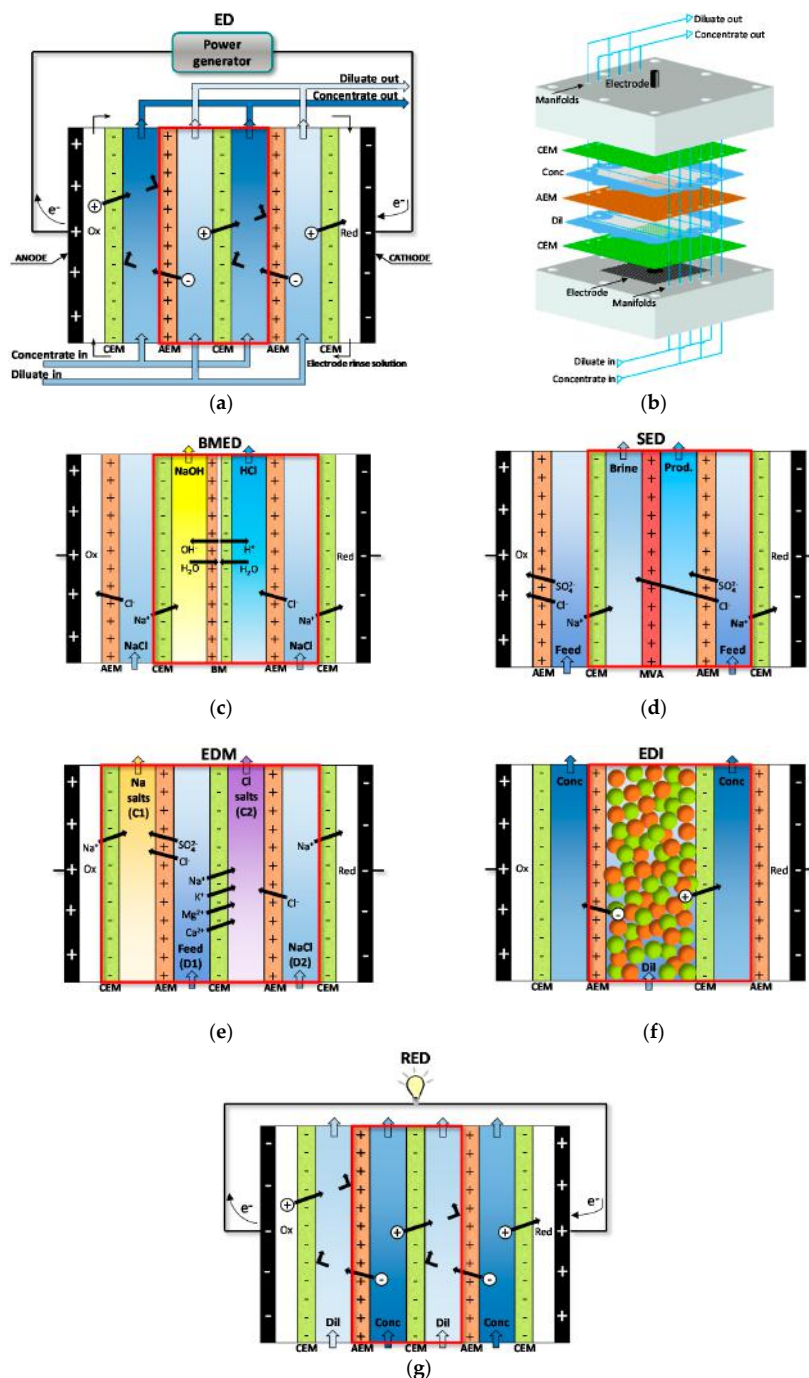 ED
Power
generator
Diluate out
Concentrate out
e-
Ox
Red
e-
ANODE
CATHODE
CEM
AEM
CEM
AEM
CEM
Concentrate in
Diluate in
Electrode rinse solution
(a)
Diluate out
Concentrate out
Electrode
Manifolds
CEM
Conc
AEM
Dil
CEM
Electrode
Manifolds
Diluate in
Concentrate in
(b)
BMED
NaOH
HCl
Ox
OH-
H+
Red
H2O
H2O
Cl-
Cl-
Na+
Na+
NaCl
NaCl
AEM
CEM
BM
AEM
CEM
(c)
SED
Brine
Prod.
Ox
Red
SO4 2-
SO4 2-
Cl-
Cl-
Na+
Na+
Feed
Feed
AEM
CEM
MVA
AEM
CEM
(d)
EDM
Na
salts
(C1)
Cl
salts
(C2)
Na+
SO4 2-
Na+
Cl-
Ox
Na+
Red
K+
Cl-
Mg2+
Ca2+
Feed
(D1)
NaCl
(D2)
CEM
AEM
CEM
AEM
CEM
(e)
EDI
Conc
Conc
Ox
Red
Dil
CEM
AEM
CEM
AEM
(f)
RED
e-
Ox
Red
e-
Dil
Conc
Dil
Conc
CEM
AEM
CEM
AEM
CEM
(g)